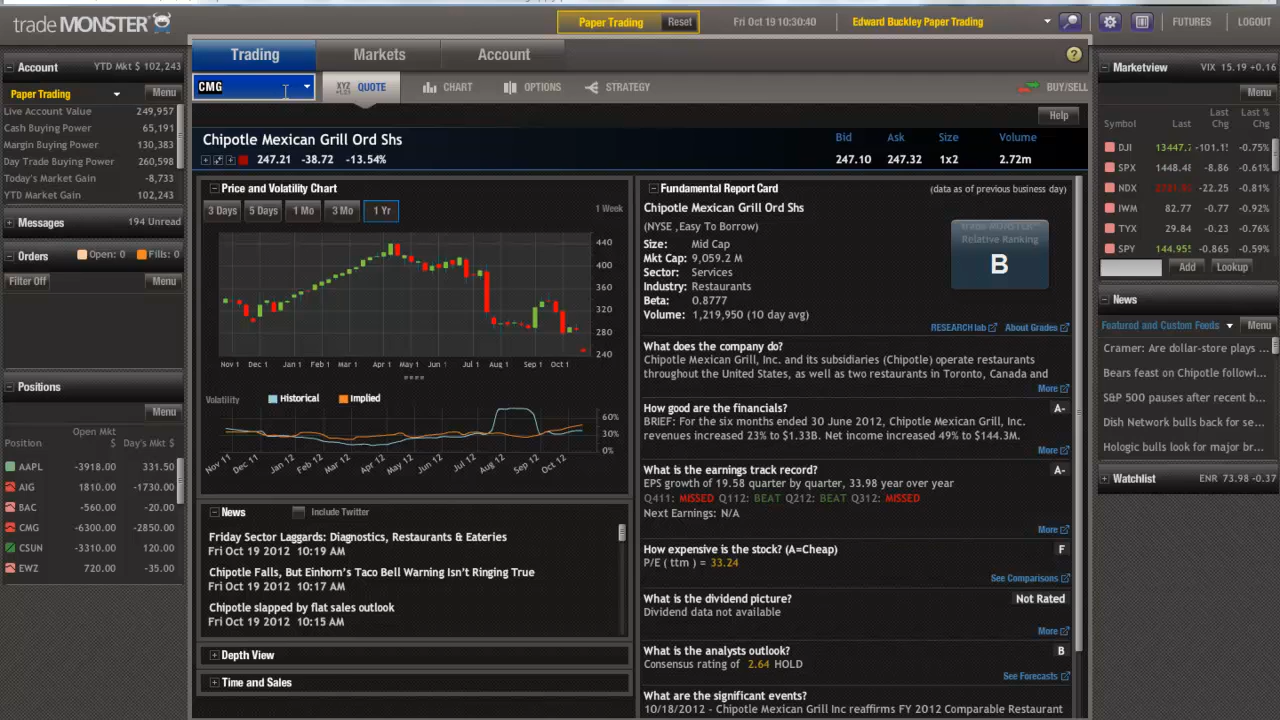 trade MONSTER
Paper Trading
Reset
Fri Oct 19 10:30:40
Edward Buckley Paper Trading
FUTURES
LOGOUT
Account
YTD Mkt $ 102,243
Paper Trading
Menu
Live Account Value 249,957
Cash Buying Power 65,191
Margin Buying Power 130,383
Day Trade Buying Power 260,598
Today's Market Gain -8,733
YTD Market Gain 102,243
Messages 194 Unread
Orders Open: 0 Fills: 0
Filter Off Menu
Positions
Menu
Position Open Mkt $ Day's Mkt $
AAPL -3918.00 331.50
AIG 1810.00 -1730.00
BAC -560.00 -20.00
CMG -6300.00 -2850.00
CSUN -3310.00 120.00
EWZ 720.00 -35.00
Trading Markets Account
CMG
XYZ QUOTE
CHART
OPTIONS
STRATEGY
BUY/SELL
Help
Chipotle Mexican Grill Ord Shs
247.21 -38.72 -13.54%
Bid Ask Size Volume
247.10 247.32 1x2 2.72m
Price and Volatility Chart
3 Days 5 Days 1 Mo 3 Mo 1 Yr
1 Week
440
400
360
320
280
240
Nov 1 Dec 1 Jan 1 Feb 1 Mar 1 Apr 1 May 1 Jun 1 Jul 1 Aug 1 Sep 1 Oct 1
Volatility Historical Implied
60%
30%
0%
Nov 11 Dec 11 Jan 12 Feb 12 Mar 12 Apr 12 May 12 Jun 12 Jul 12 Aug 12 Sep 12 Oct 12
News Include Twitter
Friday Sector Laggards: Diagnostics, Restaurants & Eateries
Fri Oct 19 2012 10:19 AM
Chipotle Falls, But Einhorn's Taco Bell Warning Isn't Ringing True
Fri Oct 19 2012 10:17 AM
Chipotle slapped by flat sales outlook
Fri Oct 19 2012 10:15 AM
Depth View
Time and Sales
Fundamental Report Card (data as of previous business day)
Chipotle Mexican Grill Ord Shs
(NYSE ,Easy To Borrow)
Size: Mid Cap
Mkt Cap: 9,059.2 M
Sector: Services
Industry: Restaurants
Beta: 0.8777
Volume: 1,219,950 (10 day avg)
trade MONSTER
Relative Ranking
B
RESEARCH lab About Grades
What does the company do?
Chipotle Mexican Grill, Inc. and its subsidiaries (Chipotle) operate restaurants
throughout the United States, as well as two restaurants in Toronto, Canada and
More
How good are the financials? A-
BRIEF: For the six months ended 30 June 2012, Chipotle Mexican Grill, Inc.
revenues increased 23% to $1.33B. Net income increased 49% to $144.3M.
More
What is the earnings track record? A-
EPS growth of 19.58 quarter by quarter, 33.98 year over year
Q411: MISSED Q112: BEAT Q212: BEAT Q312: MISSED
Next Earnings: N/A
More
How expensive is the stock? (A=Cheap) F
P/E ( ttm ) = 33.24
See Comparisons
What is the dividend picture? Not Rated
Dividend data not available
More
What is the analysts outlook? B
Consensus rating of 2.64 HOLD
See Forecasts
What are the significant events?
10/18/2012 - Chipotle Mexican Grill Inc reaffirms FY 2012 Comparable Restaurant
Marketview VIX 15.19 +0.16
Menu
Symbol Last Last Chg Last % Chg
DJI 13447. -101.1 -0.75%
SPX 1448.4 -8.86 -0.61%
NDX -22.25 -0.81%
IWM 82.77 -0.77 -0.92%
TYX 29.84 -0.23 -0.76%
SPY 144.95 -0.865 -0.59%
Add Lookup
News
Featured and Custom Feeds Menu
Cramer: Are dollar-store plays ...
Bears feast on Chipotle followi...
S&P 500 pauses after recent b...
Dish Network bulls back for se...
Hologic bulls look for major br...
Watchlist ENR 73.98 -0.37